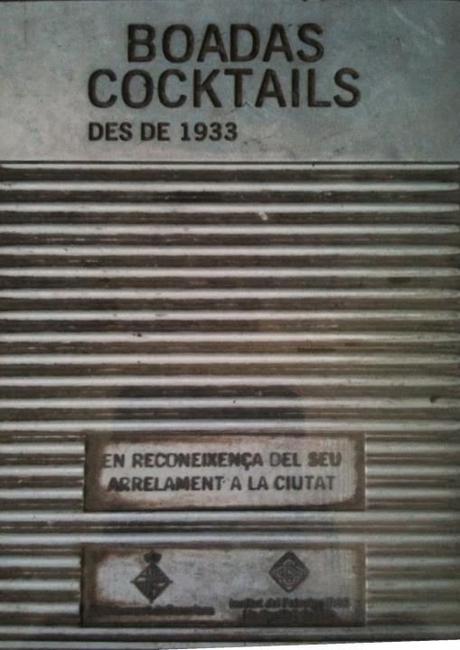 BOADAS
COCKTAILS
DES DE 1933
EN RECONEIXENÇA DEL SEU
ARRELAMENT A LA CIUTAT